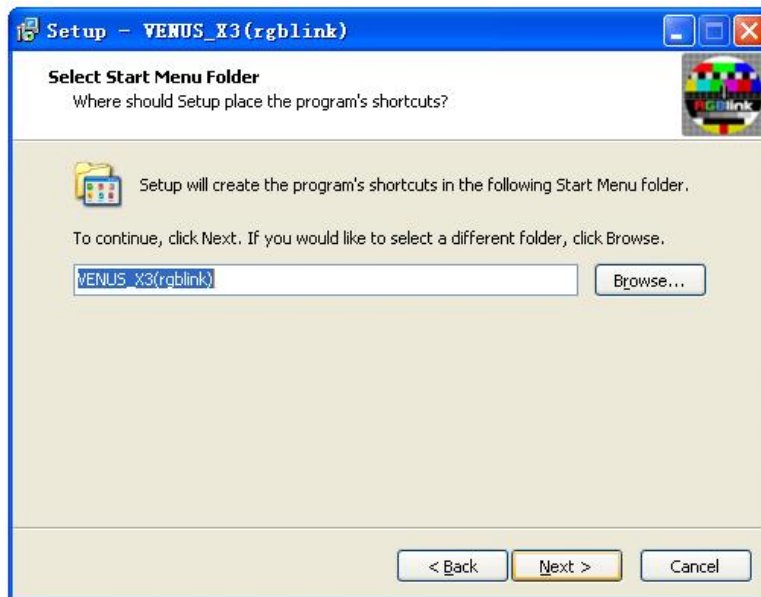 Setup - VENUS_X3(rgblink)
Select Start Menu Folder
Where should Setup place the program's shortcuts?
RGBlink
Setup will create the program's shortcuts in the following Start Menu folder.
To continue, click Next. If you would like to select a different folder, click Browse.
VENUS_X3(rgblink)
Browse...
< Back
Next >
Cancel